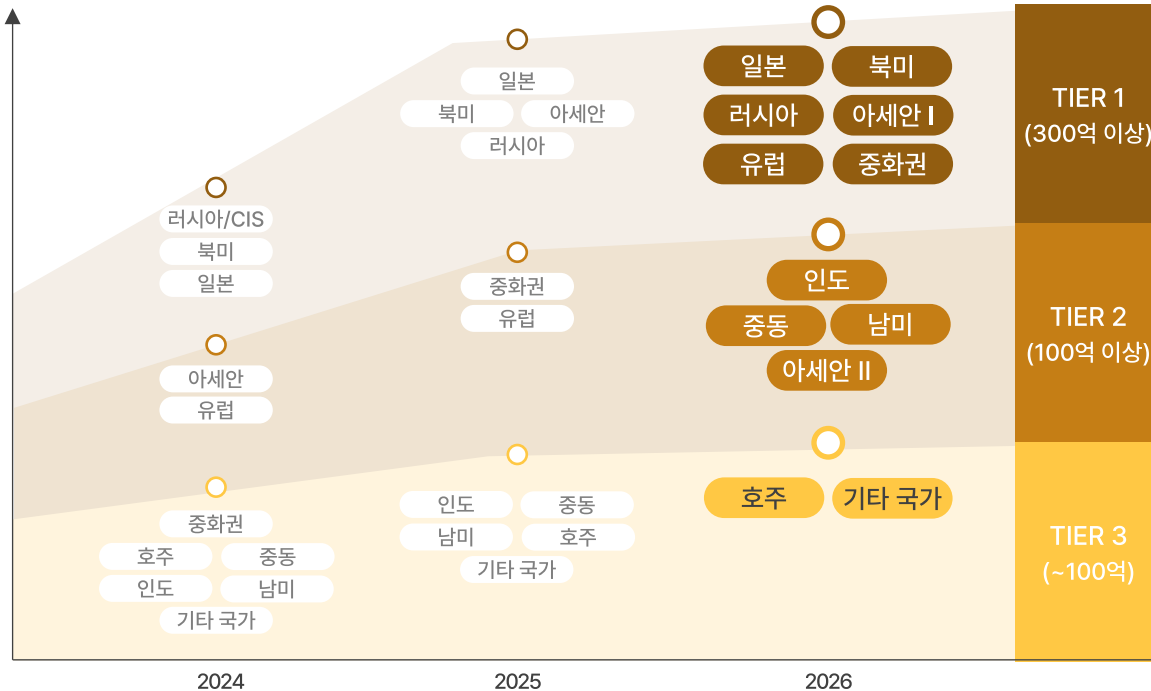 러시아/CIS
북미
일본
아세안
유럽
중화권
호주 중동
인도 남미
기타 국가
2024
일본
북미 아세안
러시아
중화권
유럽
인도 중동
남미 호주
기타 국가
2025
일본 북미
러시아 아세안 I
유럽 중화권
인도
중동 남미
아세안 II
호주 기타 국가
2026
TIER 1
(300억 이상)
TIER 2
(100억 이상)
TIER 3
(~100억)